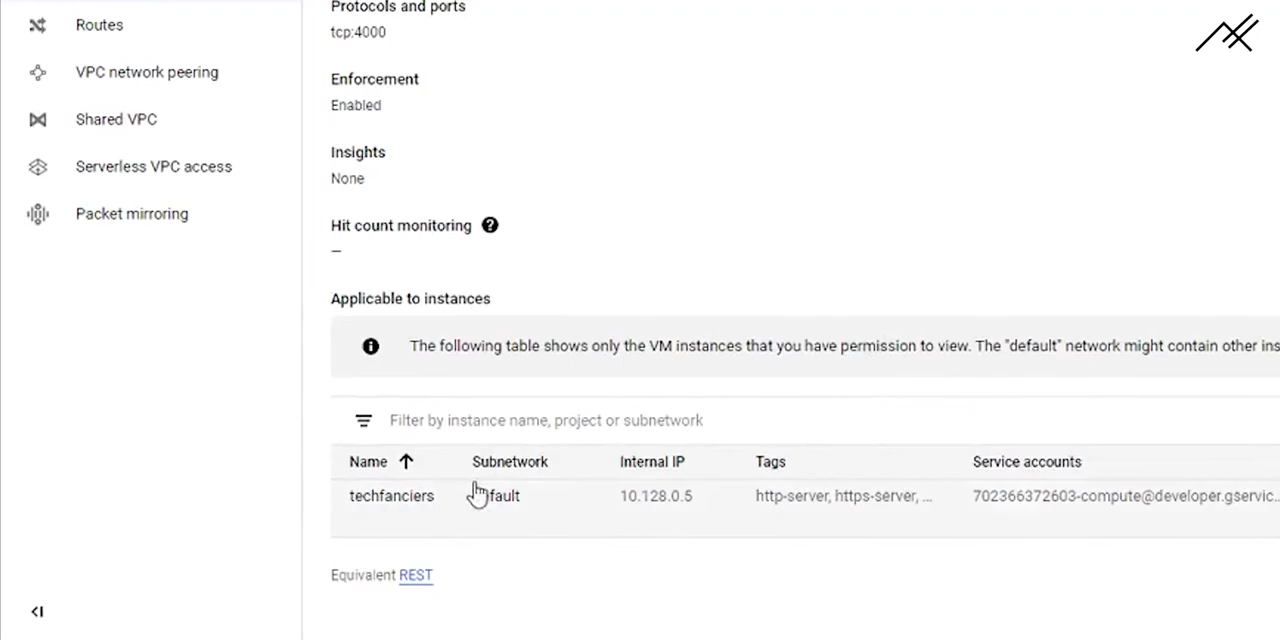 Routes
VPC network peering
Shared VPC
Serverless VPC access
Packet mirroring
Protocols and ports
tcp:4000
Enforcement
Enabled
Insights
None
Hit count monitoring
–
Applicable to instances
The following table shows only the VM instances that you have permission to view. The "default" network might contain other ins
Filter by instance name, project or subnetwork
Name Subnetwork Internal IP Tags Service accounts
techfanciers 10.128.0.5 http-server, https-server, ... 702366372603-compute@developer.gservic...
Equivalent REST